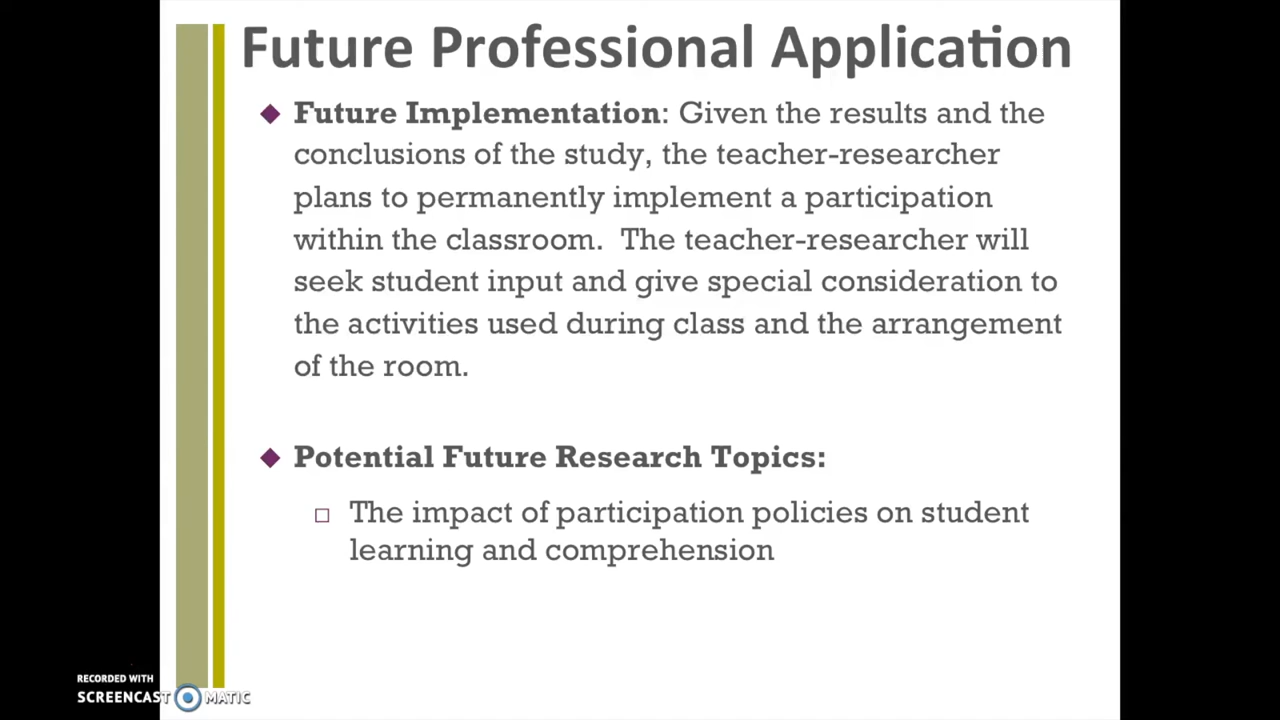 Future Professional Application
Future Implementation: Given the results and the
conclusions of the study, the teacher-researcher
plans to permanently implement a participation
within the classroom.  The teacher-researcher will
seek student input and give special consideration to
the activities used during class and the arrangement
of the room.
Potential Future Research Topics:
The impact of participation policies on student
learning and comprehension
RECORDED WITH
SCREENCAST MATIC